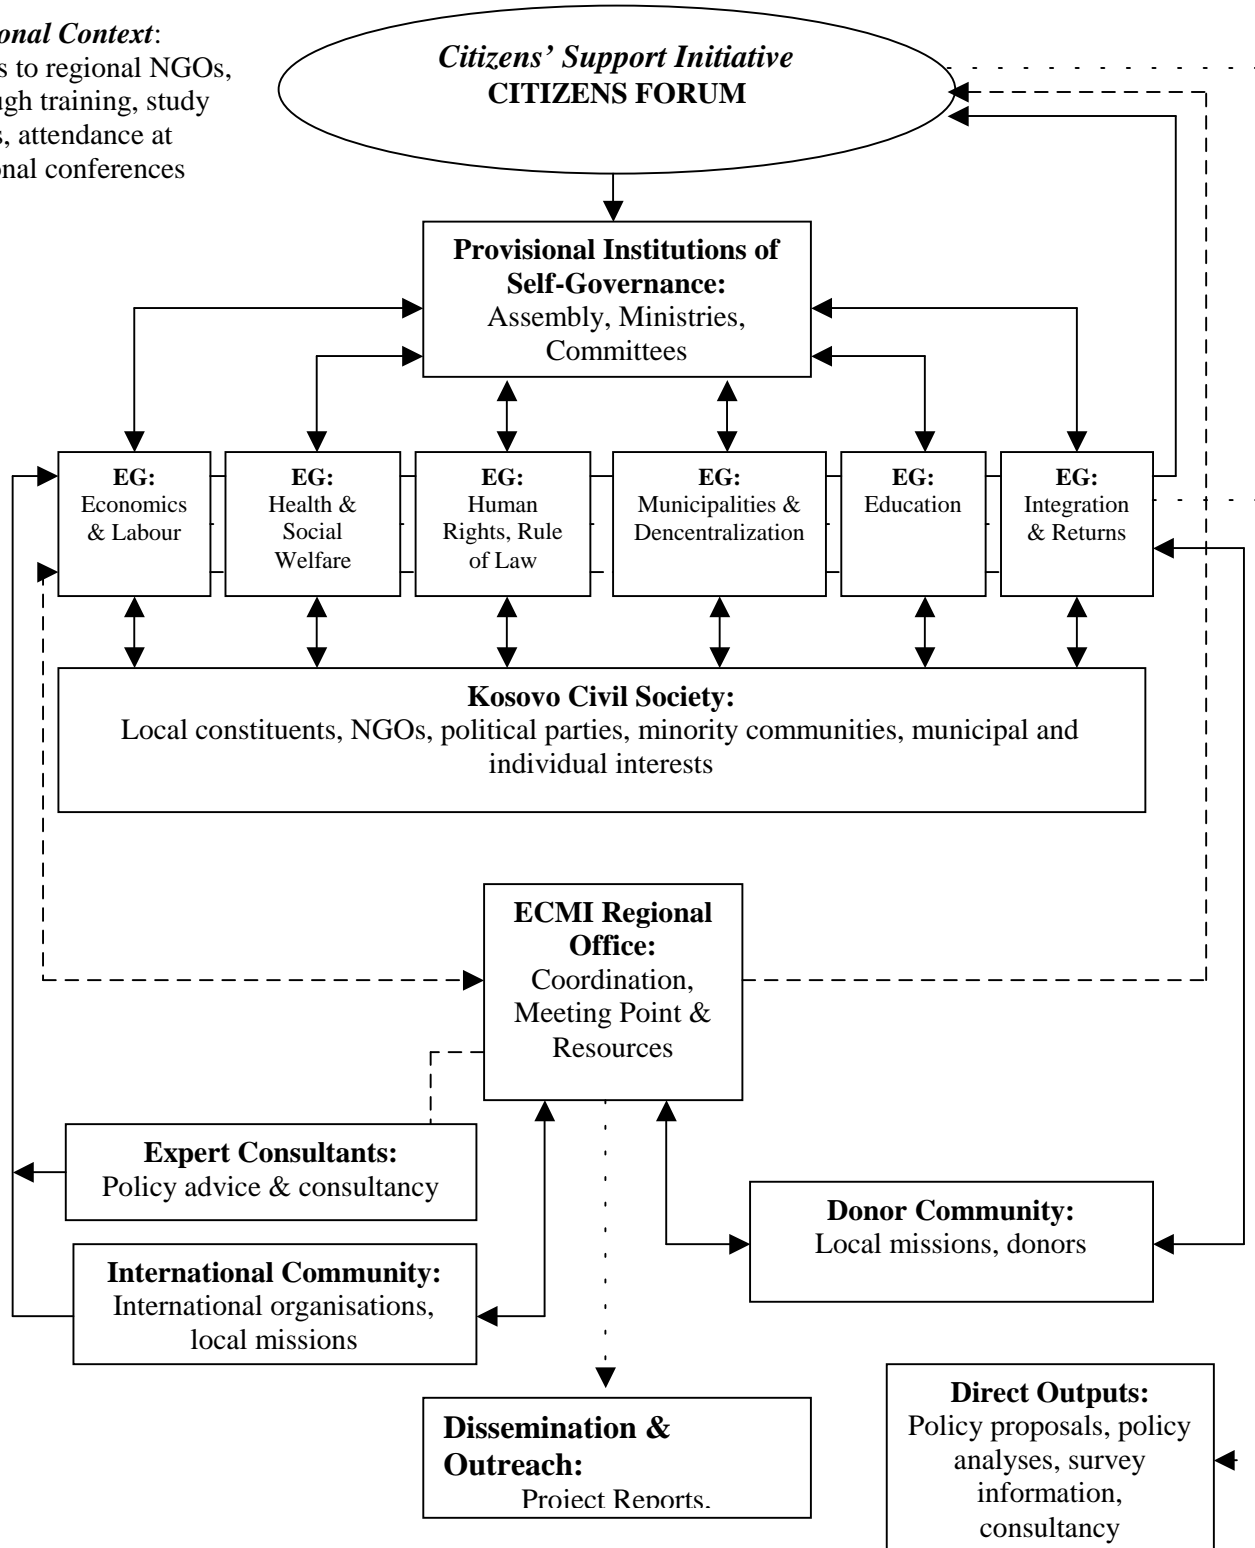 onal Context:
s to regional NGOs,
ugh training, study
s, attendance at
onal conferences
Citizens’ Support Initiative
CITIZENS FORUM
Provisional Institutions of
Self-Governance:
Assembly, Ministries,
Committees
EG:
Economics
& Labour
EG:
Health &
Social
Welfare
EG:
Human
Rights, Rule
of Law
EG:
Municipalities &
Dencentralization
EG:
Education
EG:
Integration
& Returns
Kosovo Civil Society:
Local constituents, NGOs, political parties, minority communities, municipal and
individual interests
ECMI Regional
Office:
Coordination,
Meeting Point &
Resources
Expert Consultants:
Policy advice & consultancy
Donor Community:
Local missions, donors
International Community:
International organisations,
local missions
Dissemination &
Outreach:
Project Reports,
Direct Outputs:
Policy proposals, policy
analyses, survey
information,
consultancy